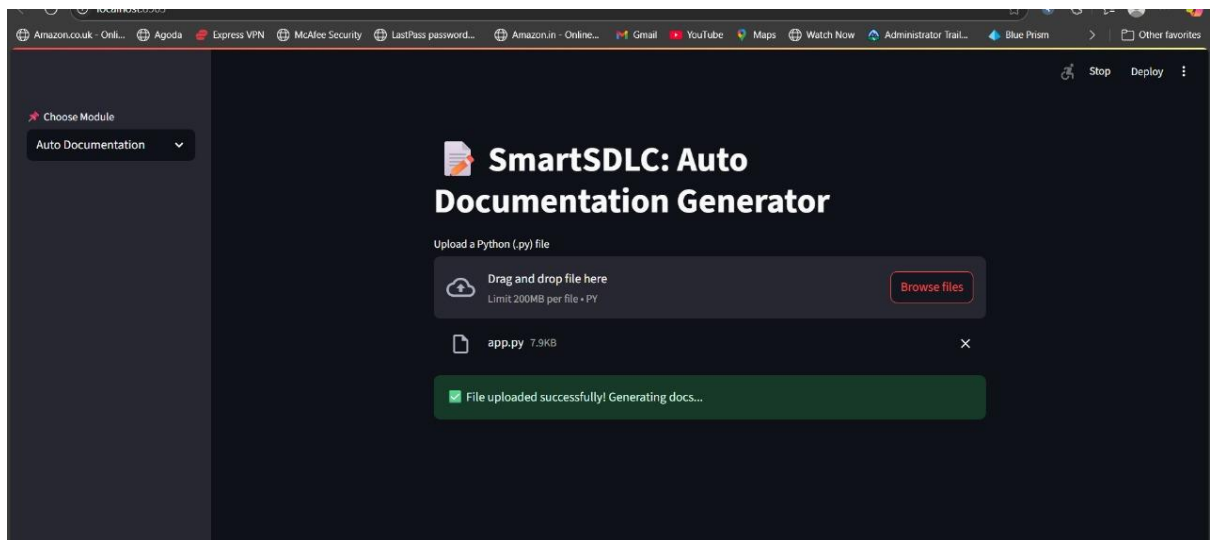 Amazon.co.uk - Onli... Agoda Express VPN McAfee Security LastPass password... Amazon.in - Online... Gmail YouTube Maps Watch Now Administrator Trail... Blue Prism > Other favorites
Stop Deploy
Choose Module
Auto Documentation
SmartSDLC: Auto
Documentation Generator
Upload a Python (.py) file
Drag and drop file here
Limit 200MB per file • PY
Browse files
app.py 7.9KB
File uploaded successfully! Generating docs...